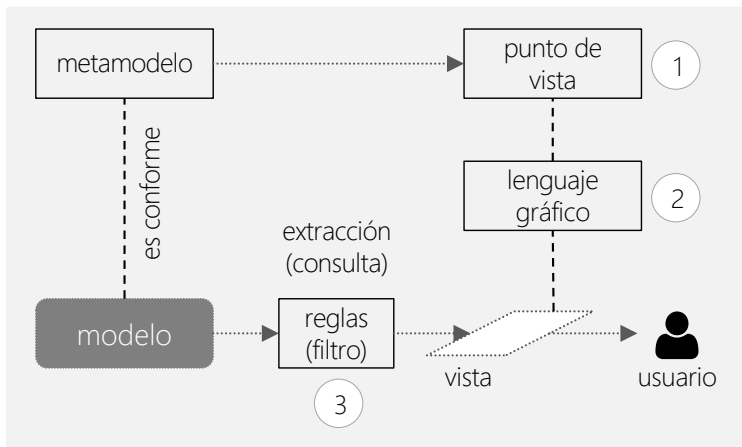 metamodelo
punto de
vista
1
es conforme
lenguaje
gráfico
2
extracción
(consulta)
modelo
reglas
(filtro)
3
vista
usuario